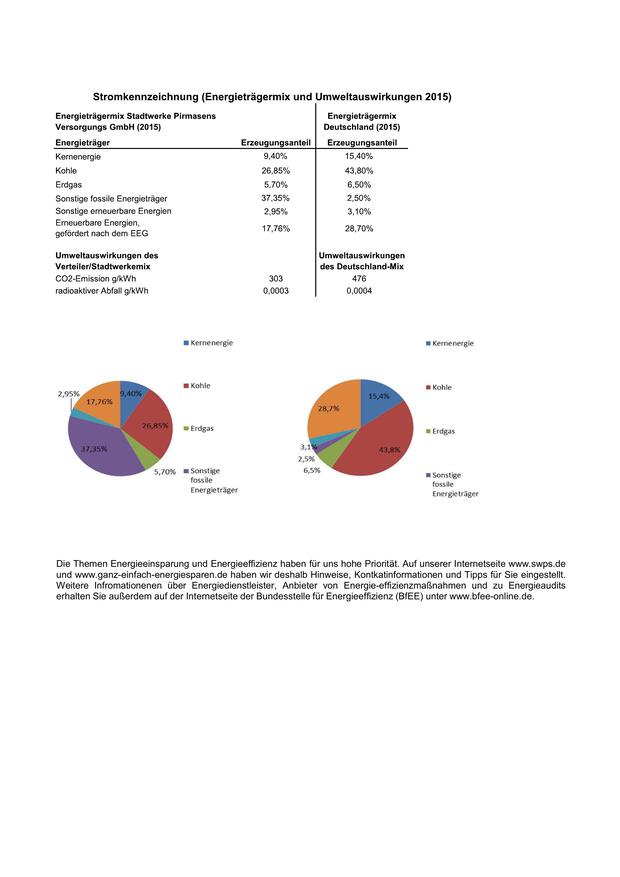 Stromkennzeichnung (Energieträgermix und Umweltauswirkungen 2015)
Energieträgermix Stadtwerke Pirmasens Energieträgermix
Versorgungs GmbH (2015) Deutschland (2015)
Energieträger Erzeugungsanteil Erzeugungsanteil
Kernenergie 9,40% 15,40%
Kohle 26,85% 43,80%
Erdgas 5,70% 6,50%
Sonstige fossile Energieträger 37,35% 2,50%
Sonstige erneuerbare Energien 2,95% 3,10%
Erneuerbare Energien,
gefördert nach dem EEG 17,76% 28,70%
Umweltauswirkungen des Umweltauswirkungen
Verteiler/Stadtwerkemix des Deutschland-Mix
CO2-Emission g/kWh 303 476
radioaktiver Abfall g/kWh 0,0003 0,0004
Kernenergie
Kohle
Erdgas
Sonstige
fossile
Energieträger
9,40%
26,85%
5,70%
37,35%
2,95%
17,76%
Kernenergie
Kohle
Erdgas
Sonstige
fossile
Energieträger
15,4%
43,8%
6,5%
2,5%
3,1%
28,7%
Die Themen Energieeinsparung und Energieeffizienz haben für uns hohe Priorität. Auf unserer Internetseite www.swps.de
und www.ganz-einfach-energiesparen.de haben wir deshalb Hinweise, Kontkatinformationen und Tipps für Sie eingestellt.
Weitere Infromationenen über Energiedienstleister, Anbieter von Energie-effizienzmaßnahmen und zu Energieaudits
erhalten Sie außerdem auf der Internetseite der Bundesstelle für Energieeffizienz (BfEE) unter www.bfee-online.de.